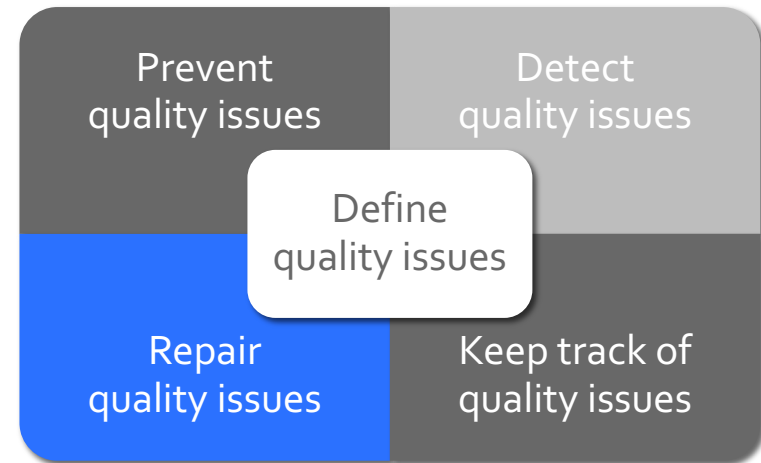 Prevent
quality issues
Detect
quality issues
Define
quality issues
Repair
quality issues
Keep track of
quality issues